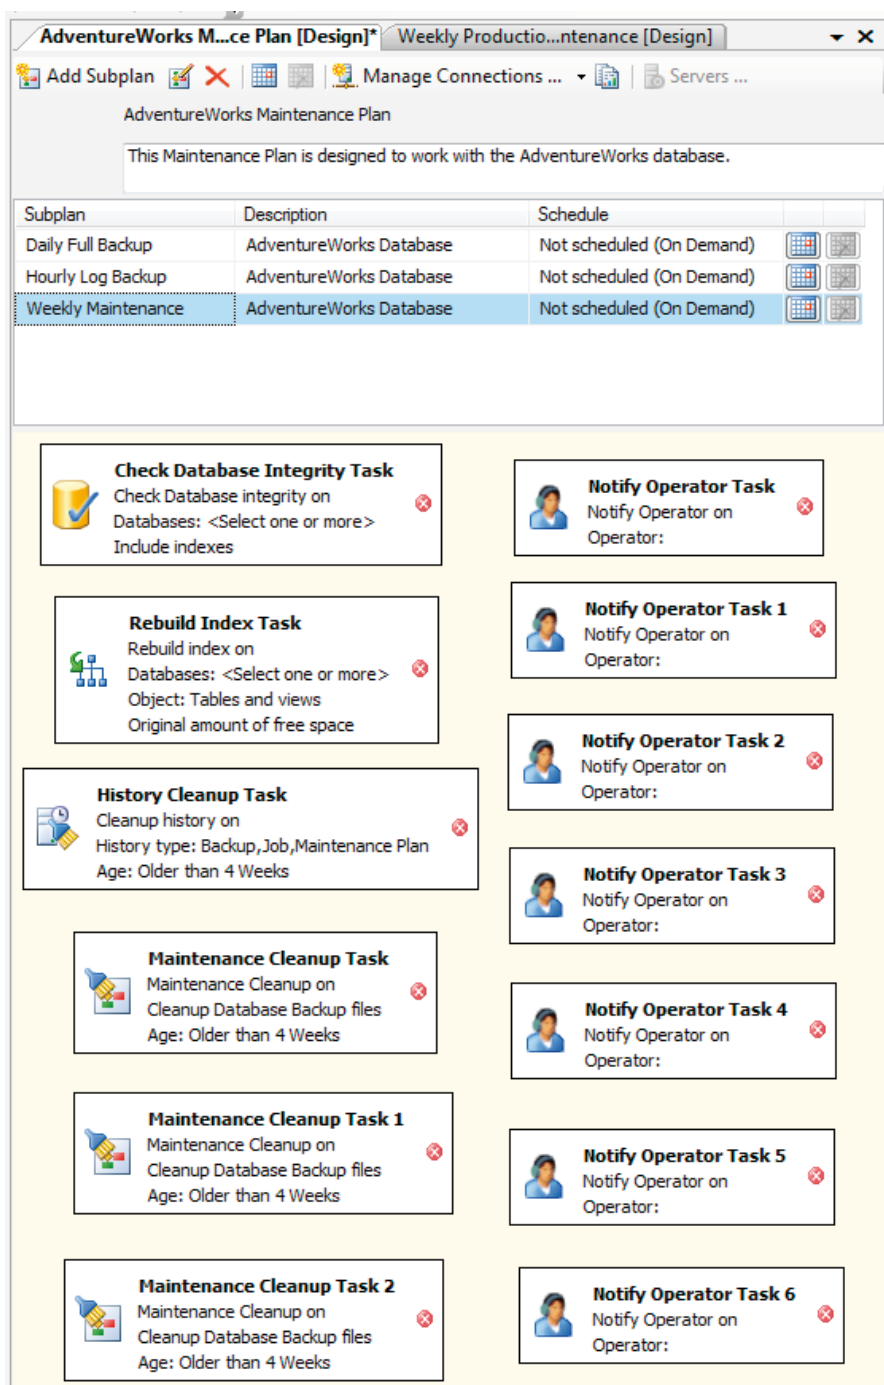 AdventureWorks M...ce Plan [Design]* Weekly Productio...ntenance [Design]
Add Subplan Manage Connections ... Servers ...
AdventureWorks Maintenance Plan
This Maintenance Plan is designed to work with the AdventureWorks database.
Subplan Description Schedule
Daily Full Backup AdventureWorks Database Not scheduled (On Demand)
Hourly Log Backup AdventureWorks Database Not scheduled (On Demand)
Weekly Maintenance AdventureWorks Database Not scheduled (On Demand)
Check Database Integrity Task
Check Database integrity on
Databases: <Select one or more>
Include indexes
Rebuild Index Task
Rebuild index on
Databases: <Select one or more>
Object: Tables and views
Original amount of free space
History Cleanup Task
Cleanup history on
History type: Backup,Job,Maintenance Plan
Age: Older than 4 Weeks
Maintenance Cleanup Task
Maintenance Cleanup on
Cleanup Database Backup files
Age: Older than 4 Weeks
Maintenance Cleanup Task 1
Maintenance Cleanup on
Cleanup Database Backup files
Age: Older than 4 Weeks
Maintenance Cleanup Task 2
Maintenance Cleanup on
Cleanup Database Backup files
Age: Older than 4 Weeks
Notify Operator Task
Notify Operator on
Operator:
Notify Operator Task 1
Notify Operator on
Operator:
Notify Operator Task 2
Notify Operator on
Operator:
Notify Operator Task 3
Notify Operator on
Operator:
Notify Operator Task 4
Notify Operator on
Operator:
Notify Operator Task 5
Notify Operator on
Operator:
Notify Operator Task 6
Notify Operator on
Operator: